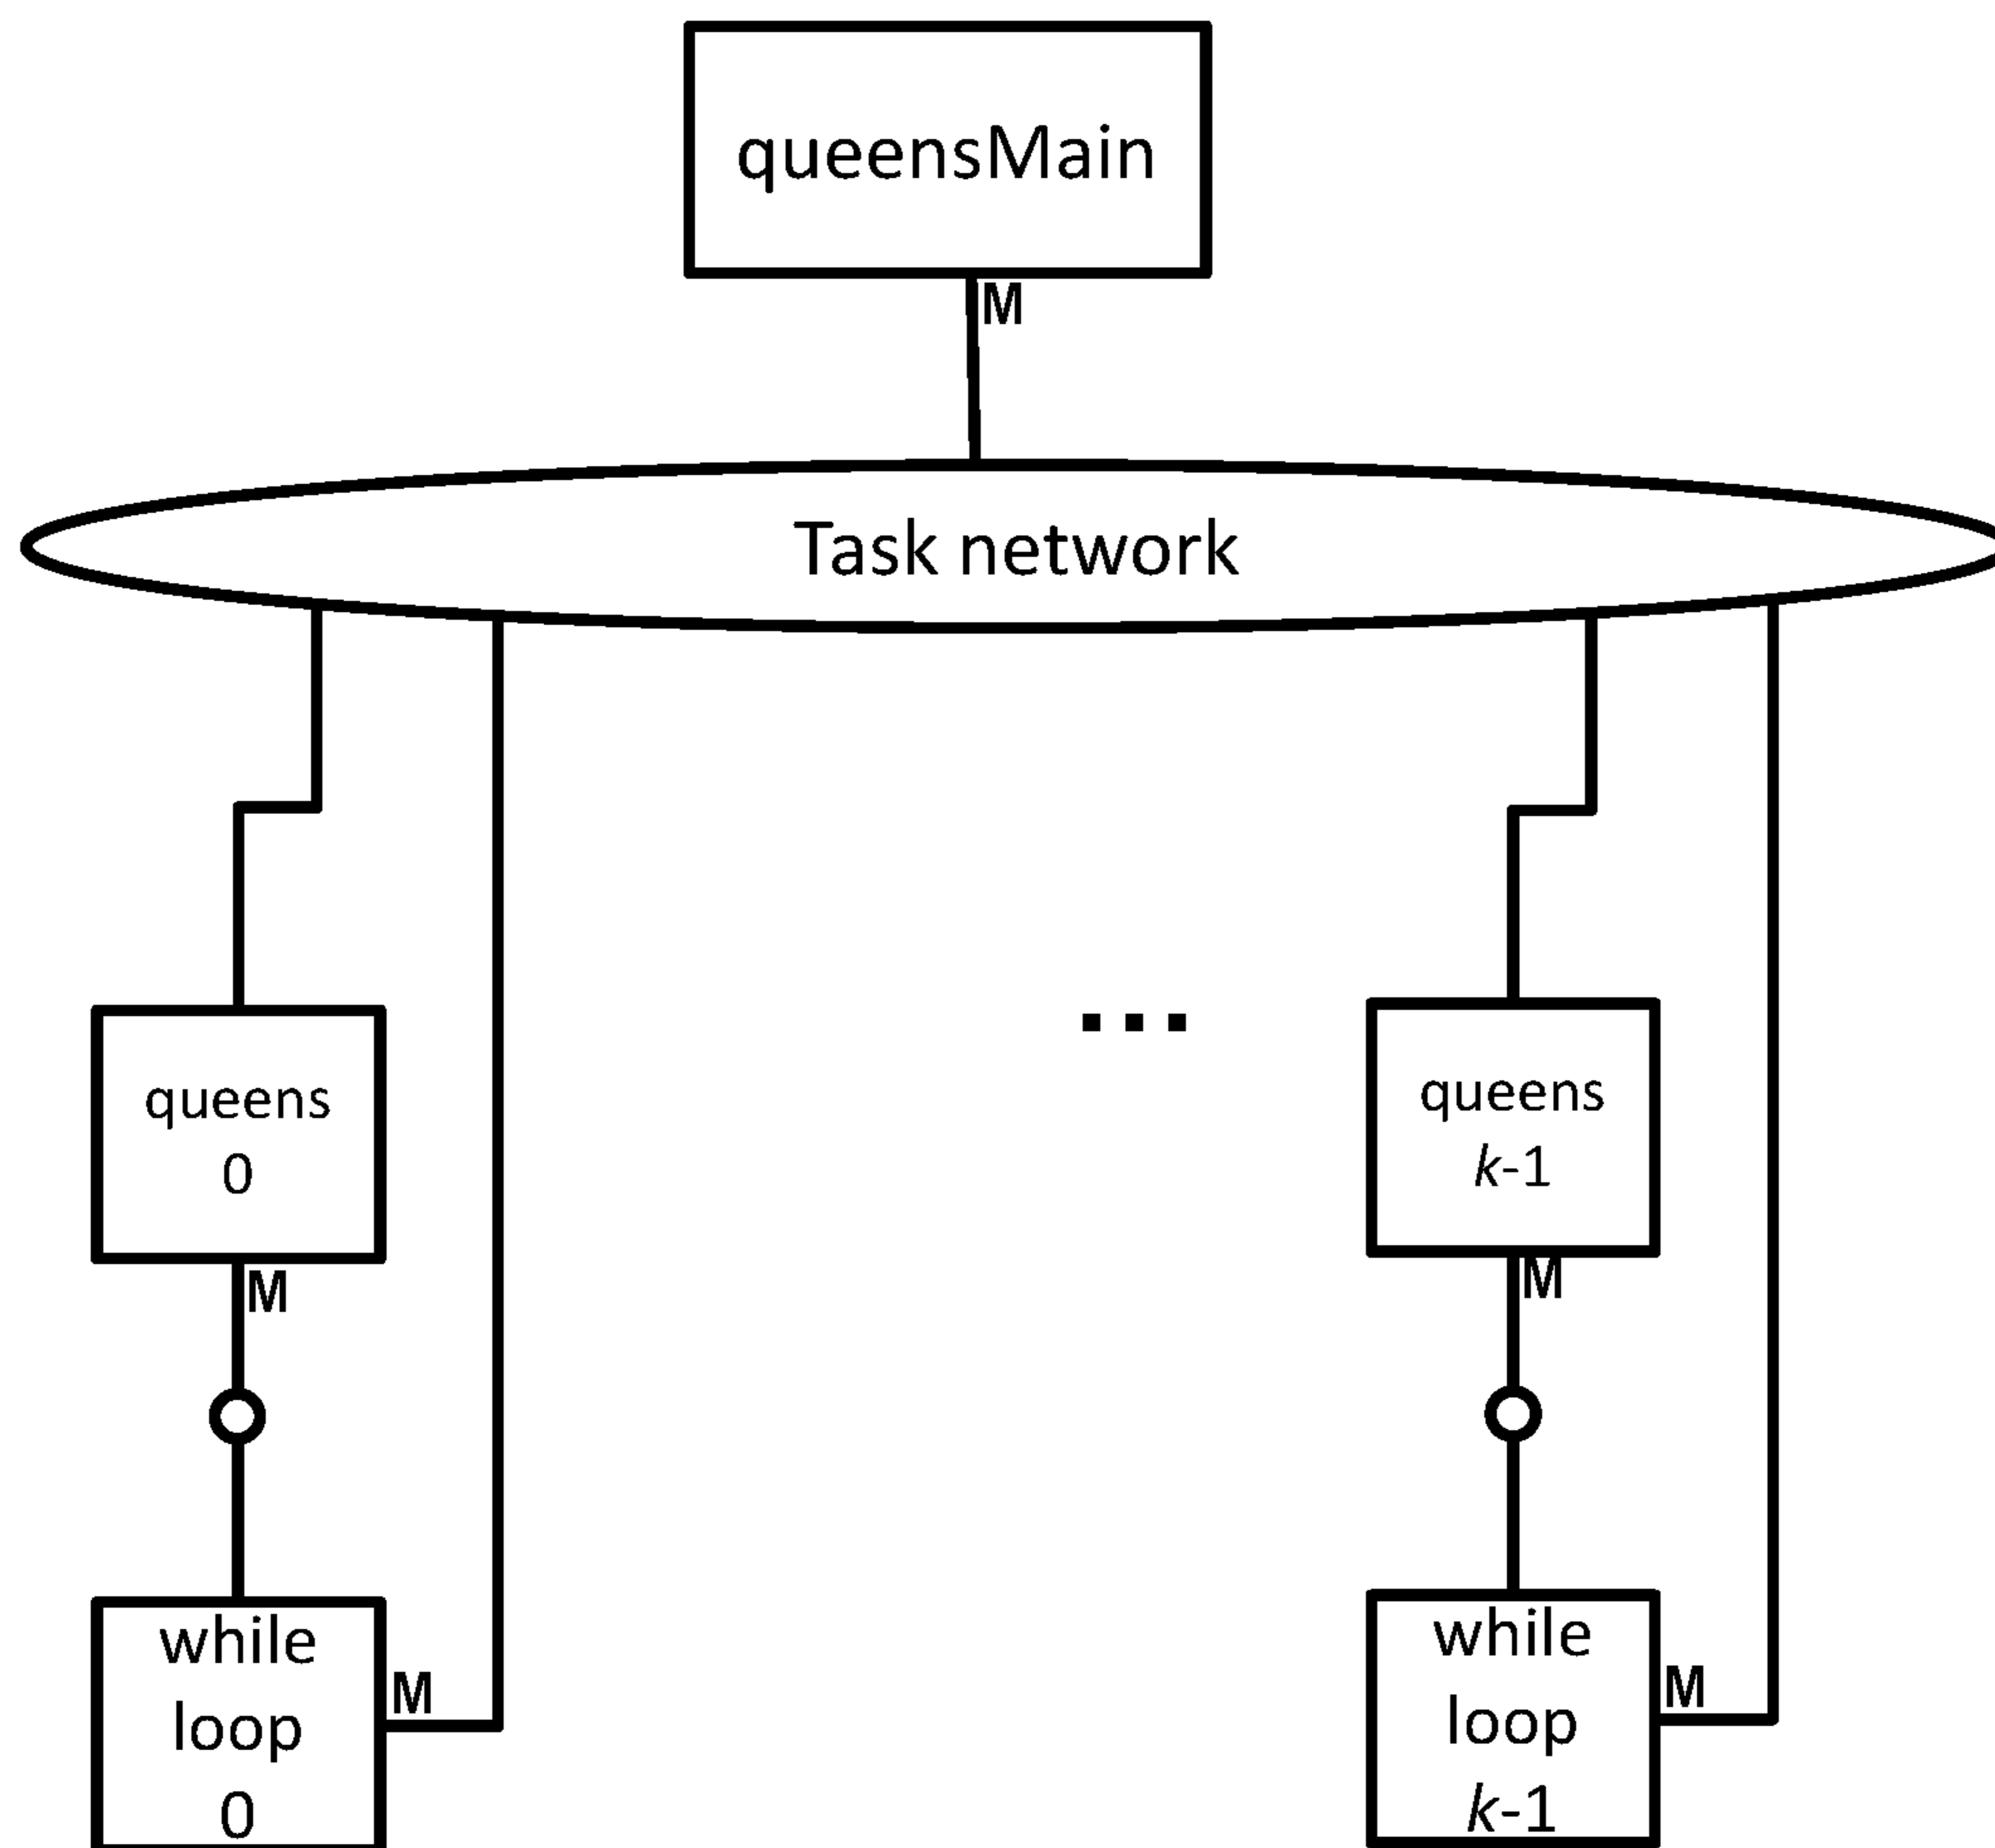 queensMain
M
Task network
...
queens
0
queens
k-1
M
M
while
loop
0
M
while
loop
k-1
M